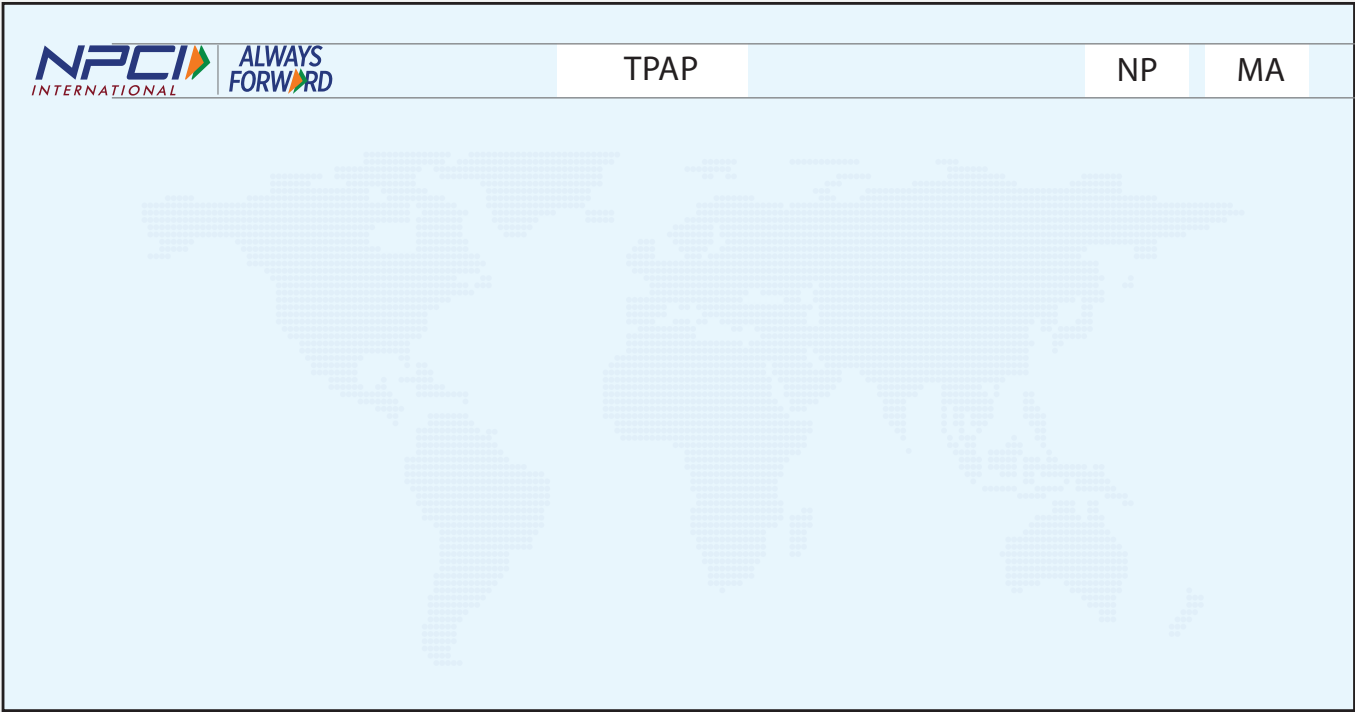 NPCI
INTERNATIONAL
ALWAYS
FORWARD
TPAP
NP
MA